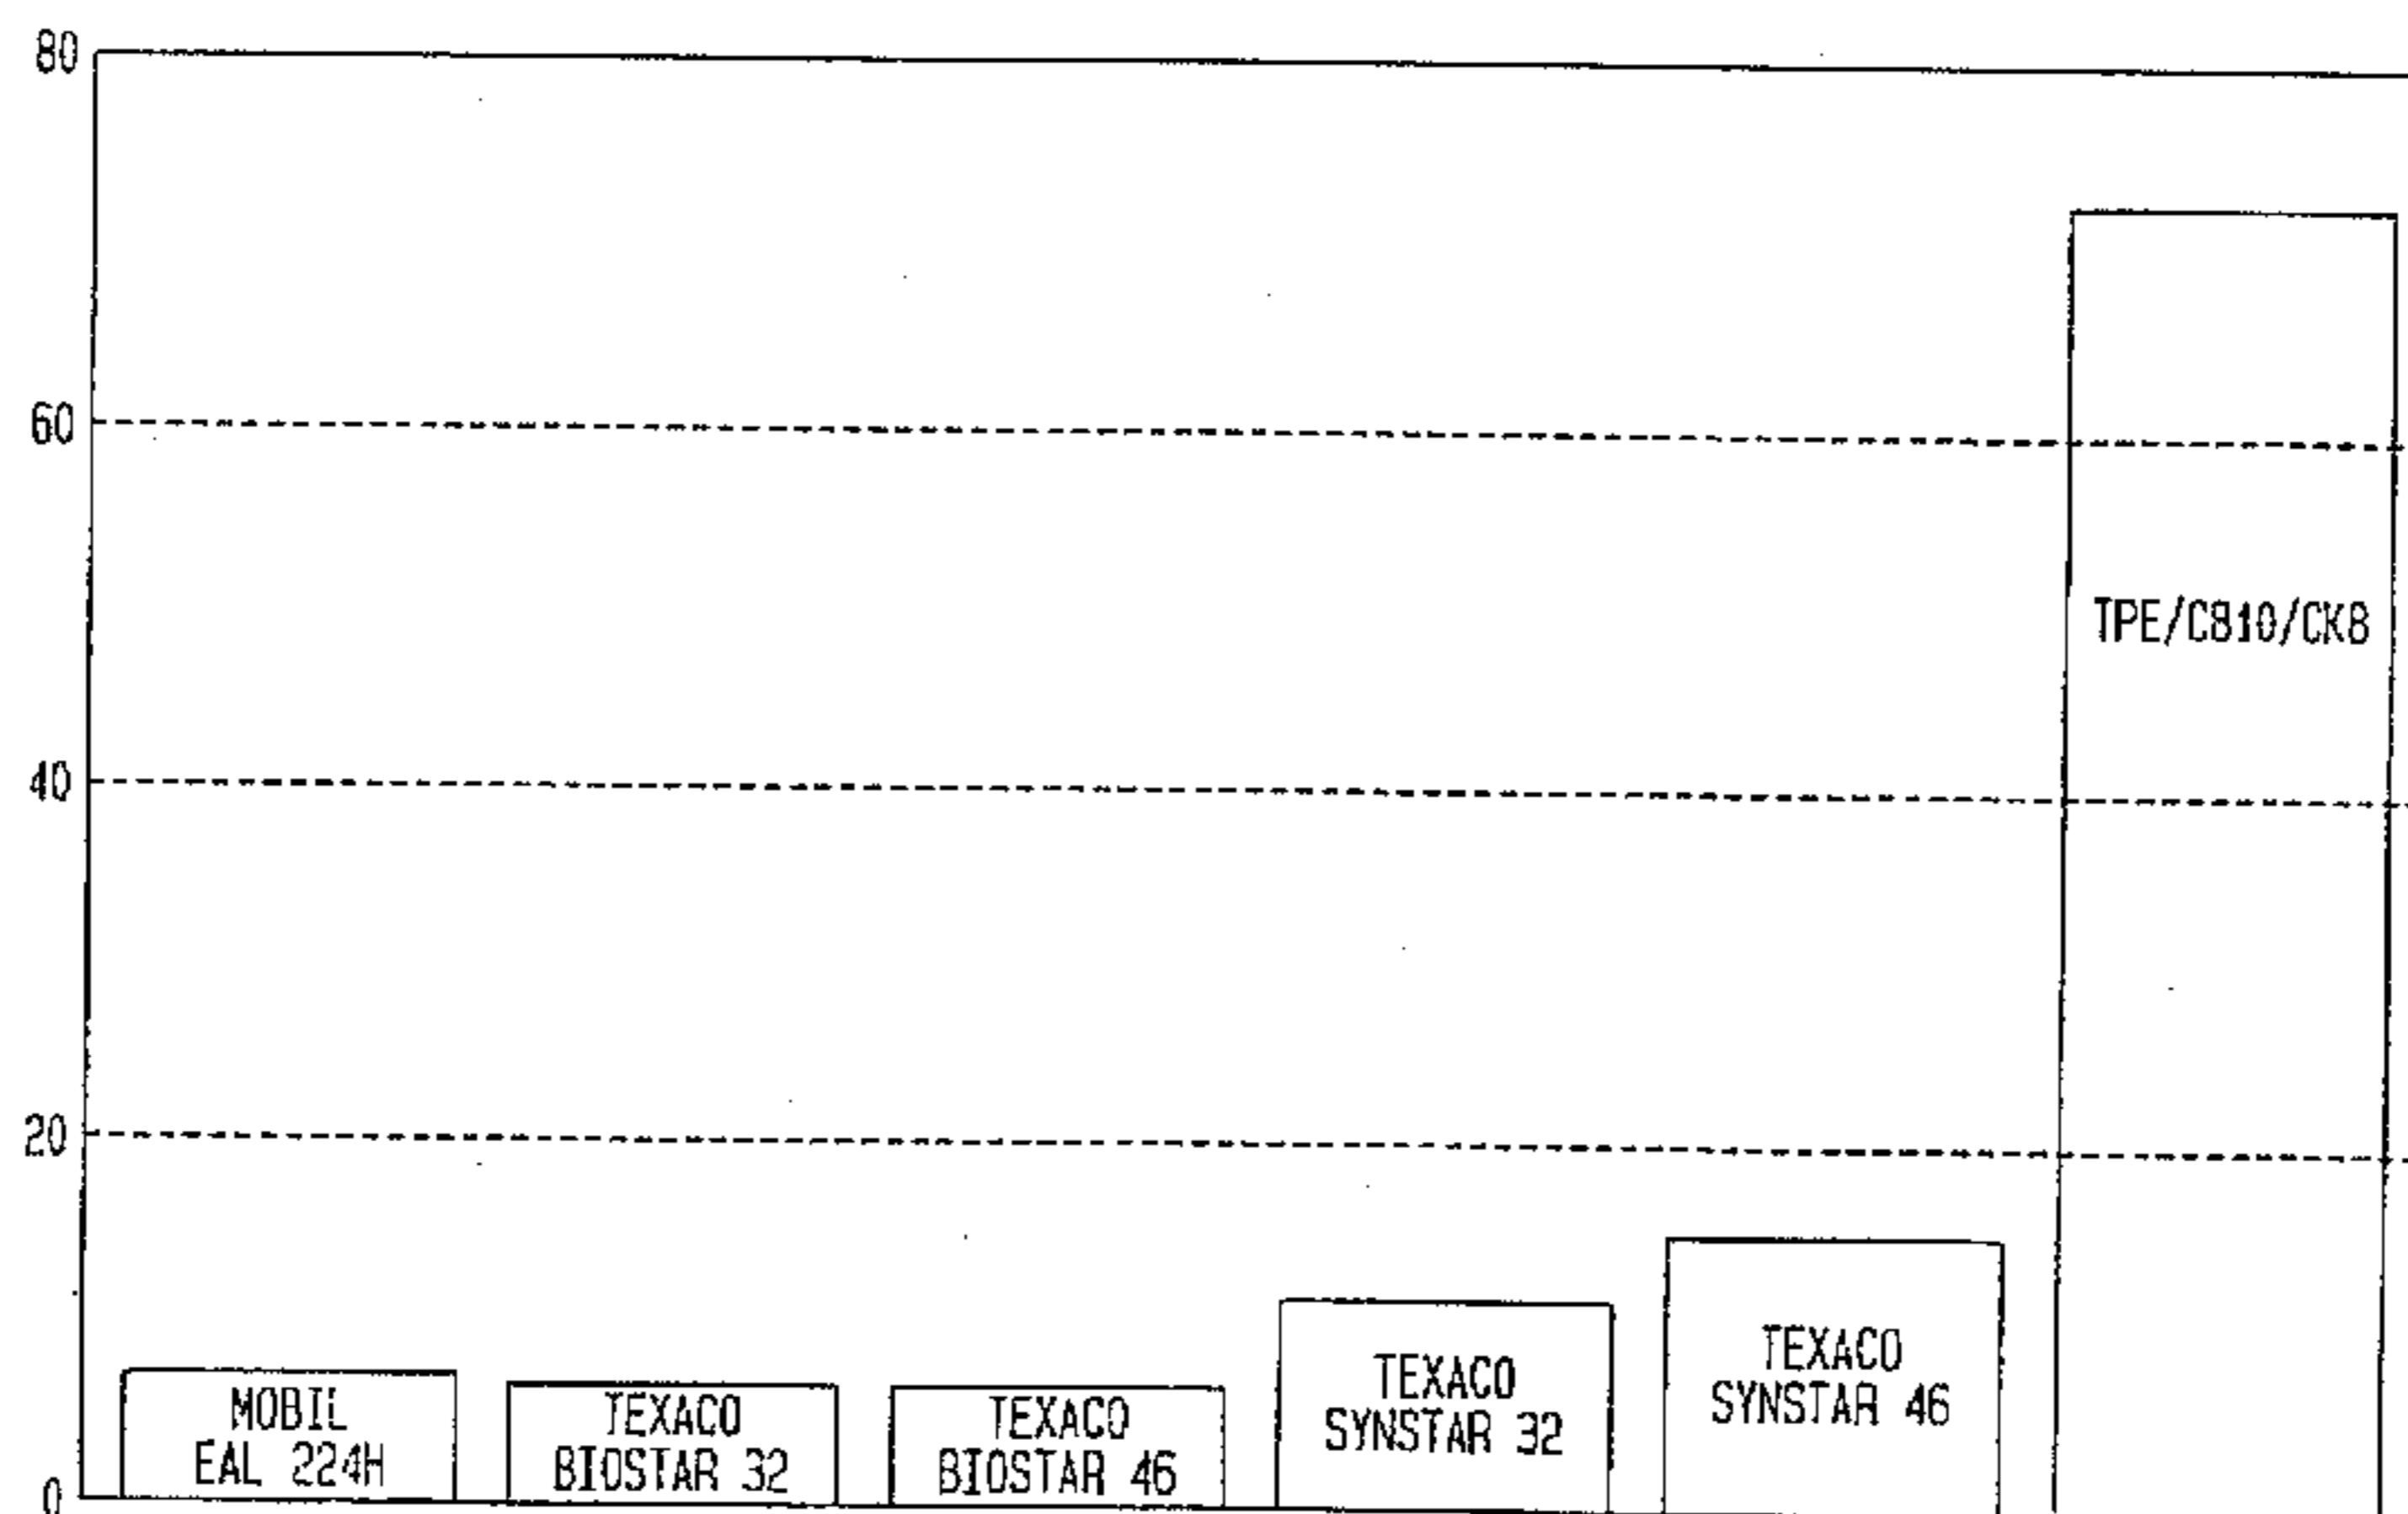 80
60
40
20
0
MOBIL
EAL 224H
TEXACO
BIOSTAR 32
TEXACO
BIOSTAR 46
TEXACO
SYNSTAR 32
TEXACO
SYNSTAR 46
TPE/C810/CK8